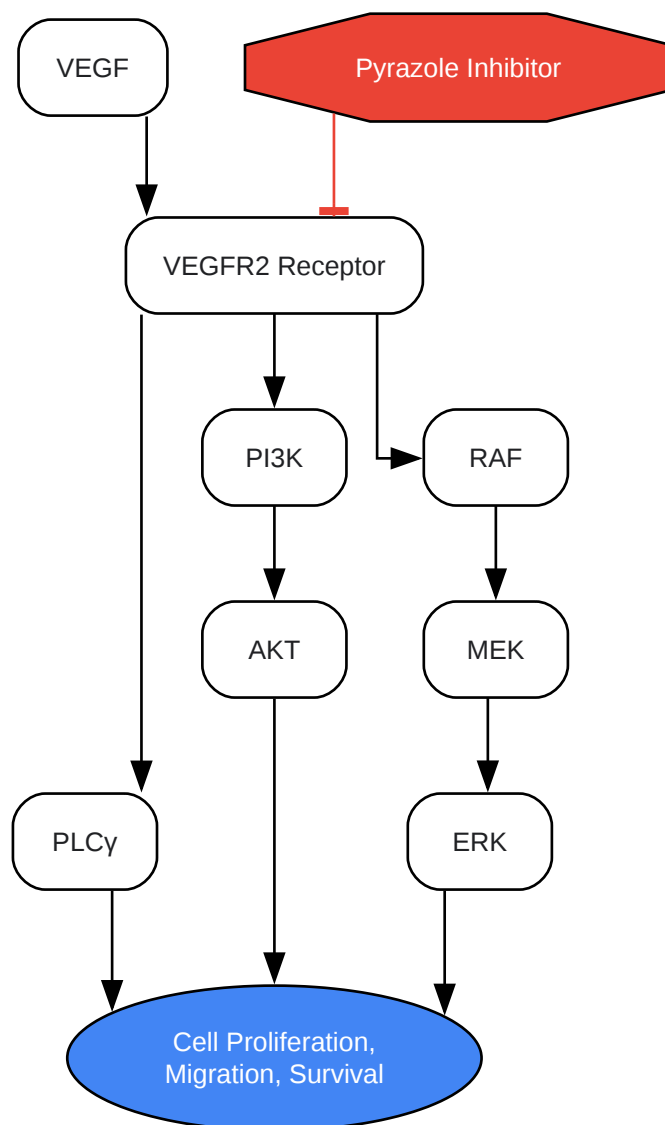 VEGF
Pyrazole Inhibitor
VEGFR2 Receptor
PI3K
RAF
AKT
MEK
PLCγ
ERK
Cell Proliferation,
Migration, Survival